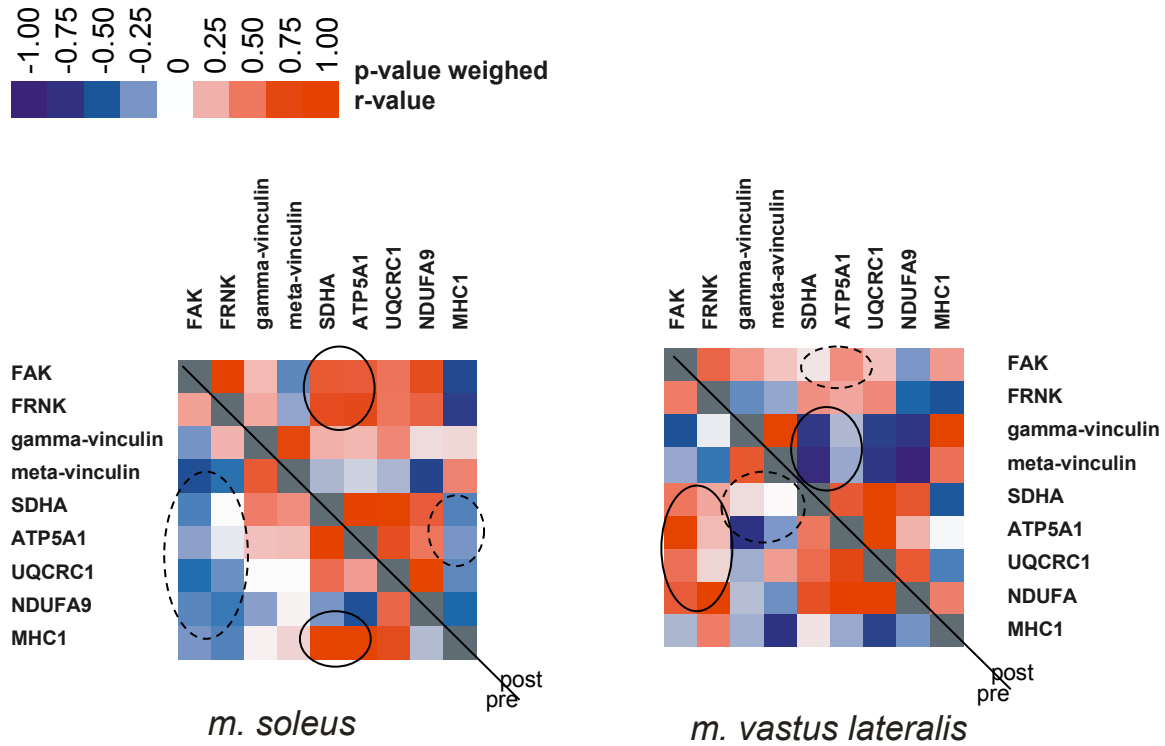 -1.00
-0.75
-0.50
-0.25
0
0.25
0.50
0.75
1.00
p-value weighed
r-value
FAK
FRNK
gamma-vinculin
meta-vinculin
SDHA
ATP5A1
UQCRC1
NDUFA9
MHC1
FAK
FRNK
gamma-vinculin
meta-vinculin
SDHA
ATP5A1
UQCRC1
NDUFA9
MHC1
post
pre
m. soleus
FAK
FRNK
gamma-vinculin
meta-avinculin
SDHA
ATP5A1
UQCRC1
NDUFA9
MHC1
FAK
FRNK
gamma-vinculin
meta-vinculin
SDHA
ATP5A1
UQCRC1
NDUFA
MHC1
post
pre
m. vastus lateralis